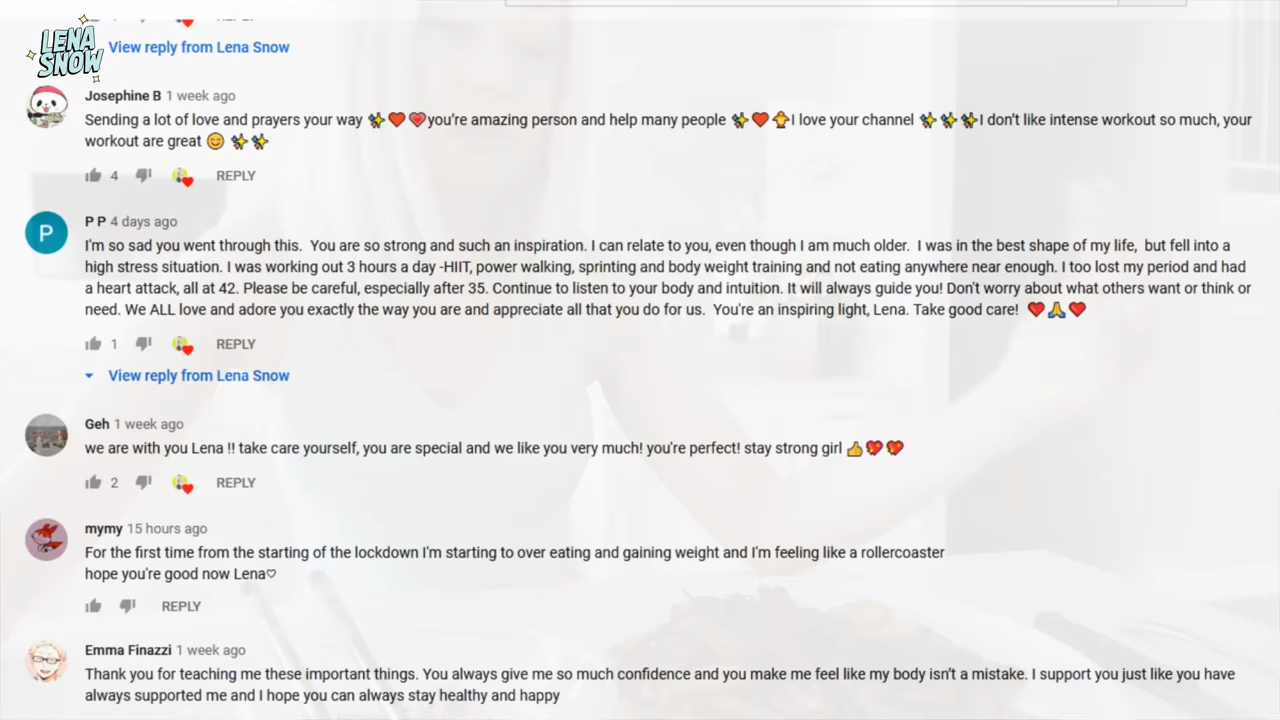 LENA
SNOW
REPLY
View reply from Lena Snow
Josephine B 1 week ago
Sending a lot of love and prayers your way ✨❤️💗you're amazing person and help many people ✨❤️👼I love your channel ✨✨✨I don't like intense workout so much, your
workout are great 😊 ✨✨
4 REPLY
P
P P 4 days ago
I'm so sad you went through this. You are so strong and such an inspiration. I can relate to you, even though I am much older. I was in the best shape of my life, but fell into a
high stress situation. I was working out 3 hours a day -HIIT, power walking, sprinting and body weight training and not eating anywhere near enough. I too lost my period and had
a heart attack, all at 42. Please be careful, especially after 35. Continue to listen to your body and intuition. It will always guide you! Don't worry about what others want or think or
need. We ALL love and adore you exactly the way you are and appreciate all that you do for us. You're an inspiring light, Lena. Take good care! ❤️🙏❤️
1 REPLY
View reply from Lena Snow
Geh 1 week ago
we are with you Lena !! take care yourself, you are special and we like you very much! you're perfect! stay strong girl 👍💖💖
2 REPLY
mymy 15 hours ago
For the first time from the starting of the lockdown I'm starting to over eating and gaining weight and I'm feeling like a rollercoaster
hope you're good now Lena♡
REPLY
Emma Finazzi 1 week ago
Thank you for teaching me these important things. You always give me so much confidence and you make me feel like my body isn't a mistake. I support you just like you have
always supported me and I hope you can always stay healthy and happy